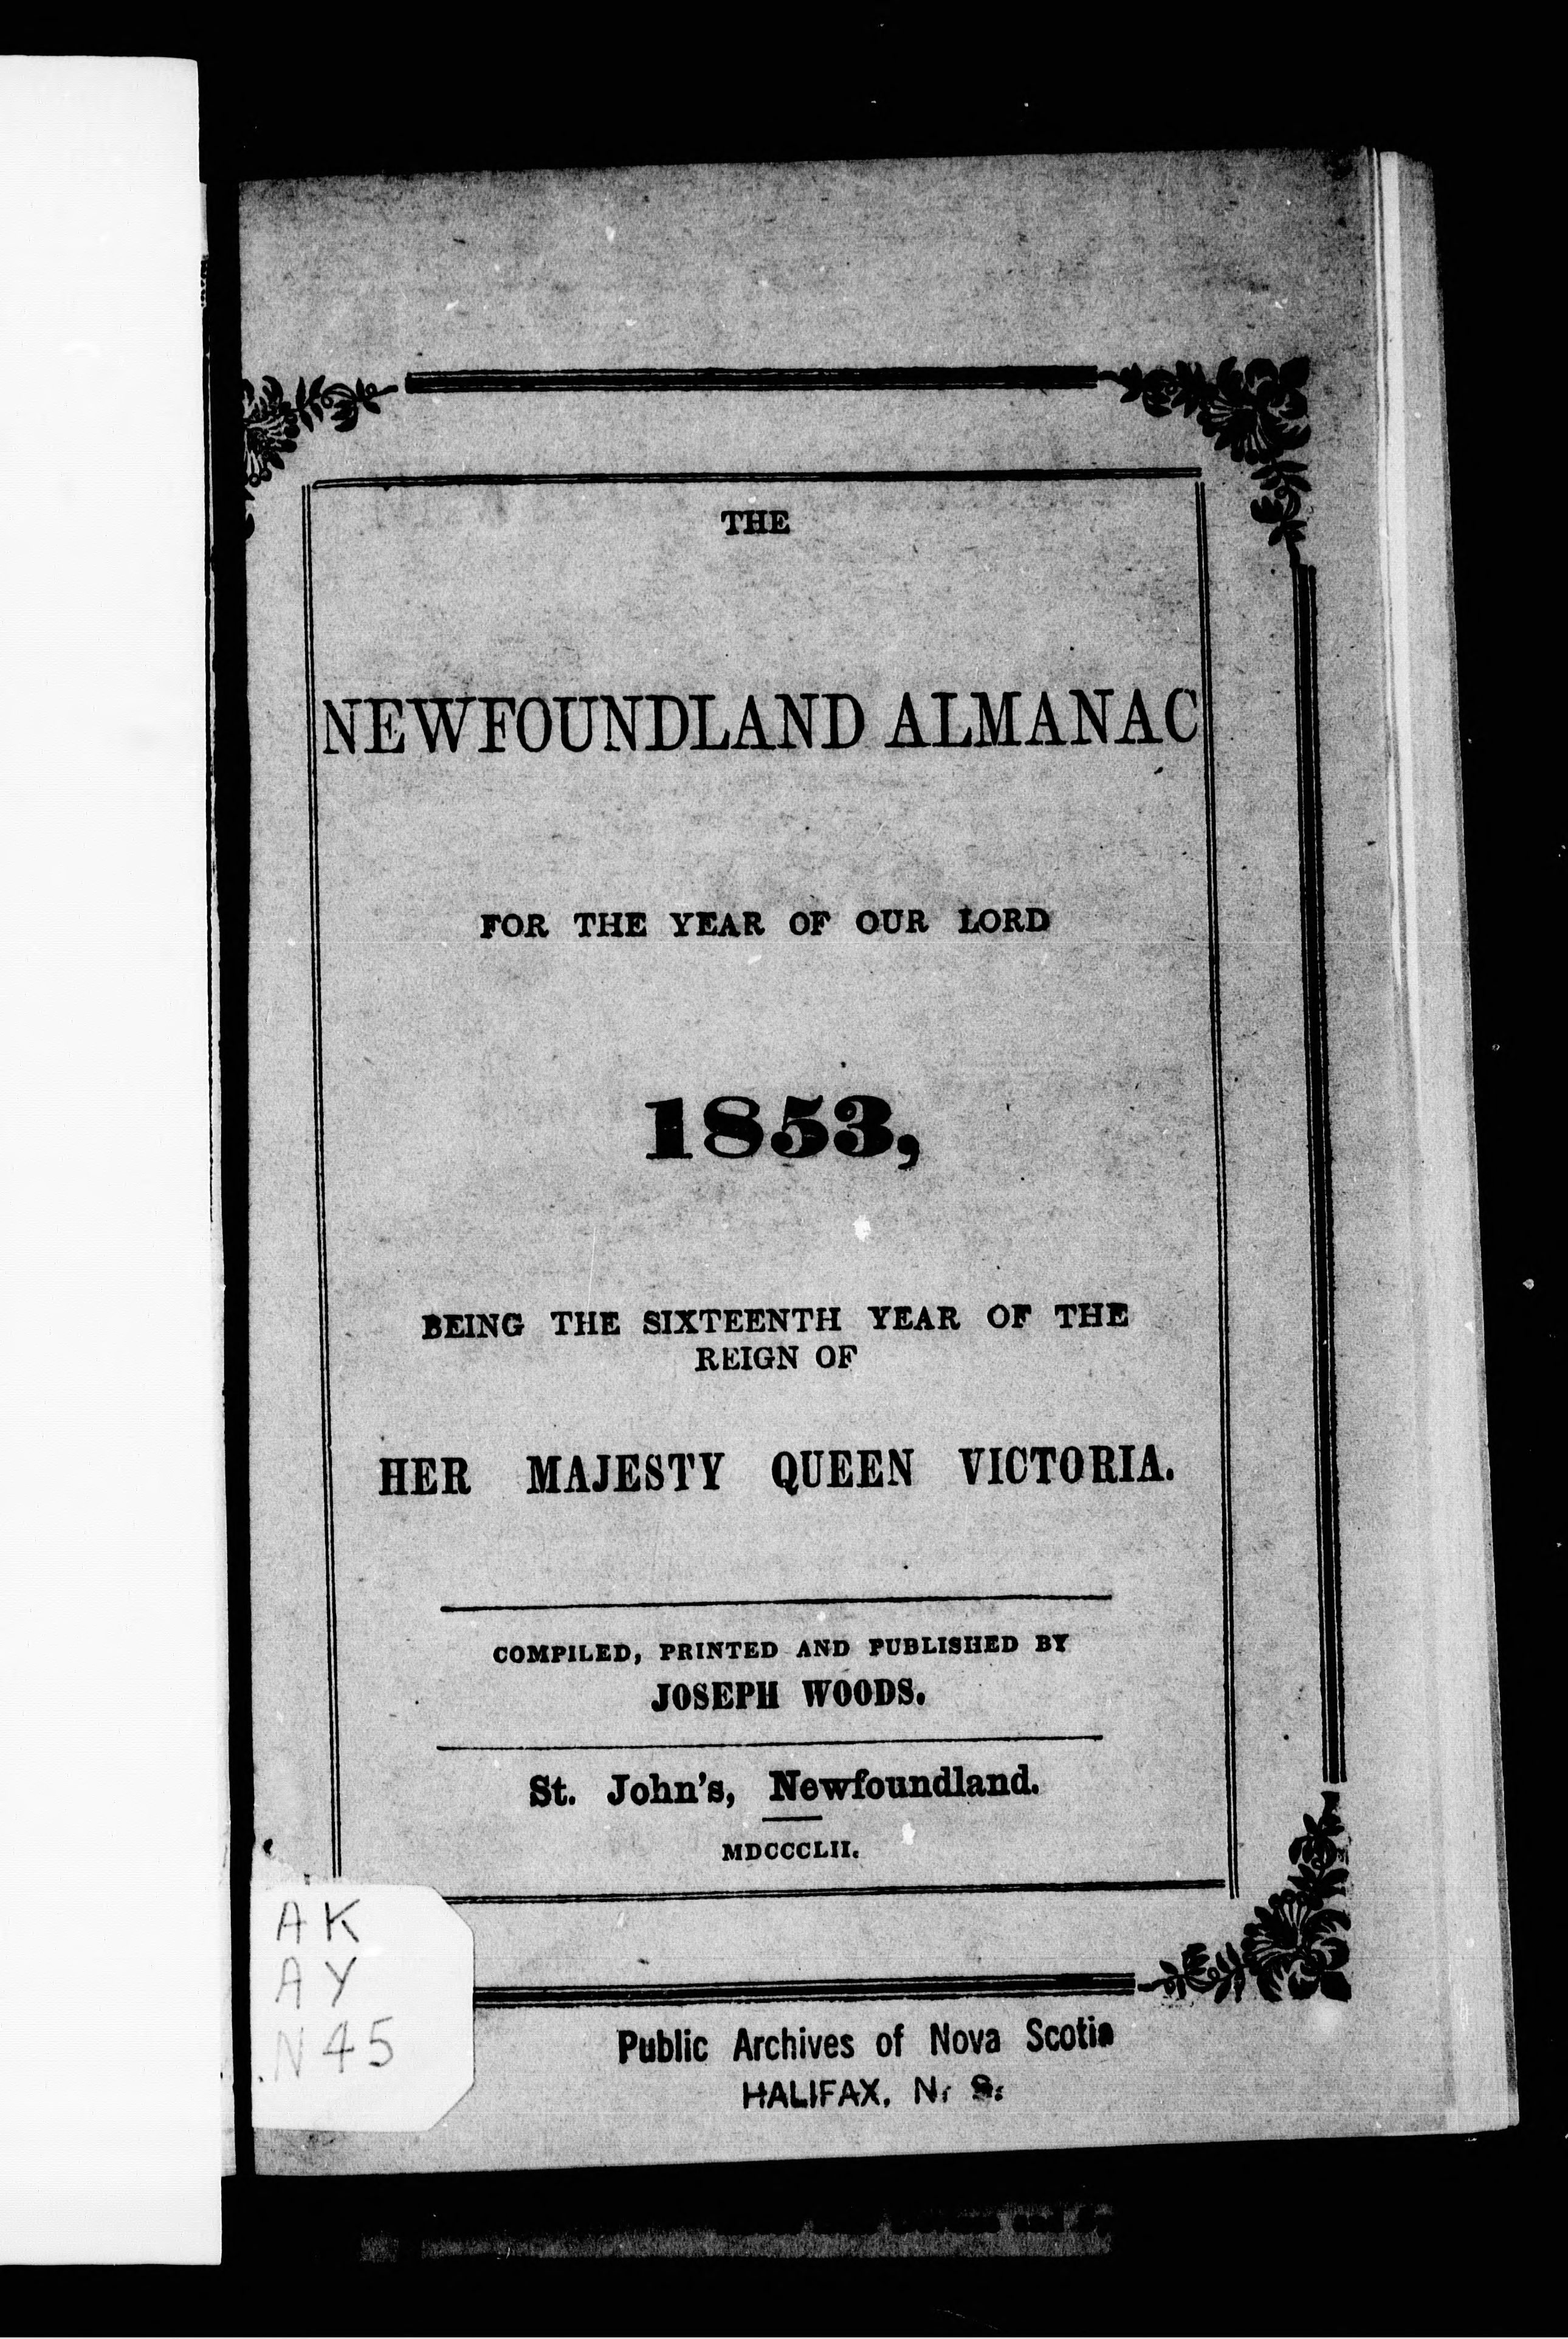 THE
NEWFOUNDLAND ALMANAC
FOR THE YEAR OF OUR LORD
1853,
BEING THE SIXTEENTH YEAR OF THE
REIGN OF
HER MAJESTY QUEEN VICTORIA.
COMPILED, PRINTED AND PUBLISHED BY
JOSEPH WOODS.
St. John's, Newfoundland.
MDCCCLII.
AK
AY
.N45
Public Archives of Nova Scotia
HALIFAX, N. S.